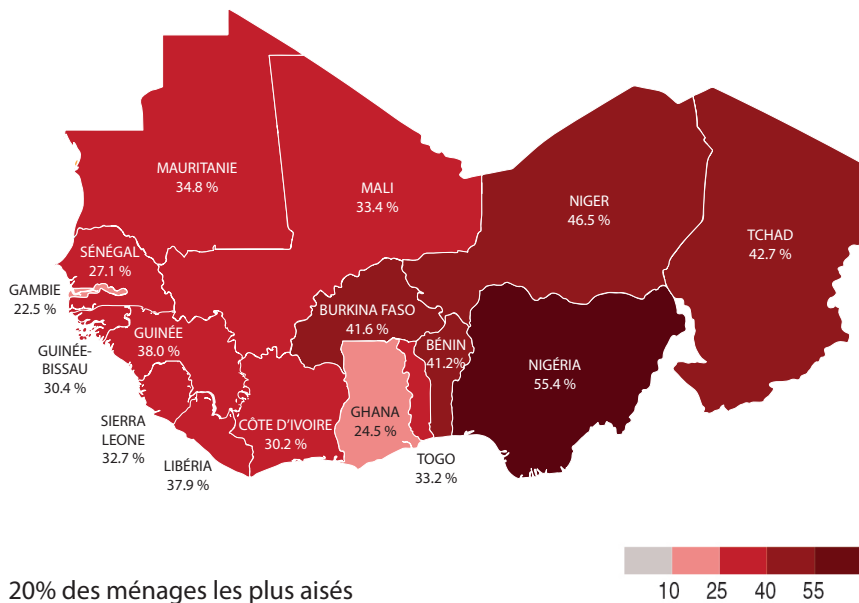 MAURITANIE
34.8 %
MALI
33.4 %
NIGER
46.5 %
TCHAD
42.7 %
SÉNÉGAL
27.1 %
GAMBIE
22.5 %
BURKINA FASO
41.6 %
GUINÉE
38.0 %
GUINÉE-
BISSAU
30.4 %
BÉNIN
41.2%
NIGÉRIA
55.4 %
SIERRA
LEONE
32.7 %
LIBÉRIA
37.9 %
CÔTE D'IVOIRE
30.2 %
GHANA
24.5 %
TOGO
33.2 %
20% des ménages les plus aisés
10 25 40 55